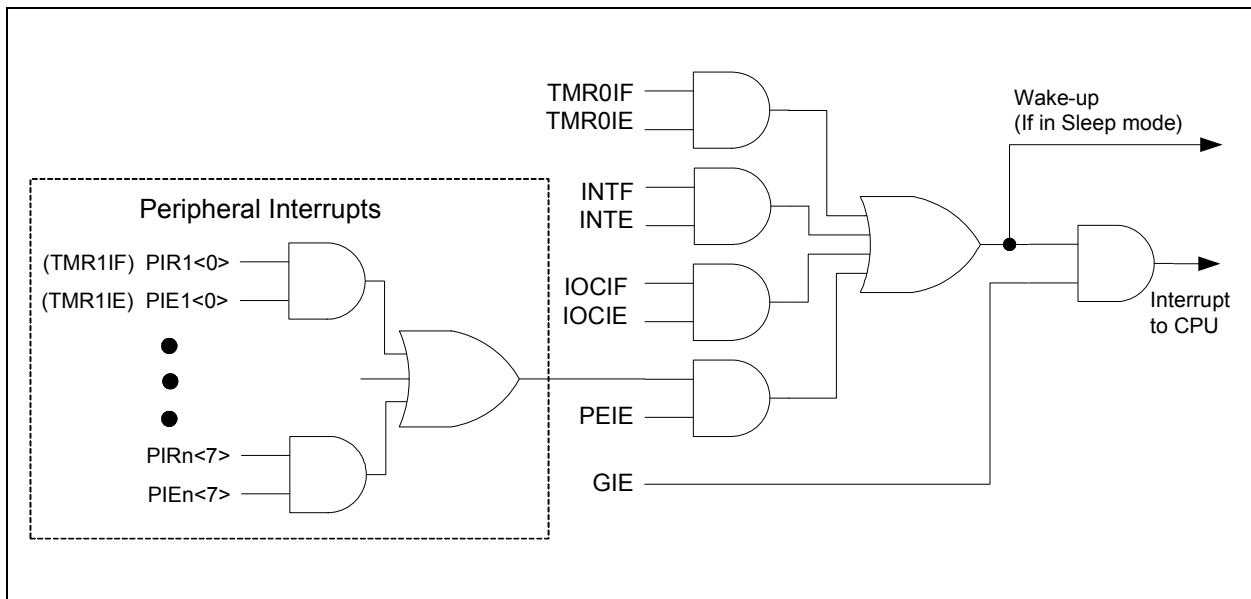 TMR0IF
TMR0IE
Wake-up
(If in Sleep mode)
INTF
INTE
Peripheral Interrupts
(TMR1IF) PIR1<0>
(TMR1IE) PIE1<0>
IOCIF
IOCIE
Interrupt
to CPU
PEIE
PIRn<7>
PIEn<7>
GIE